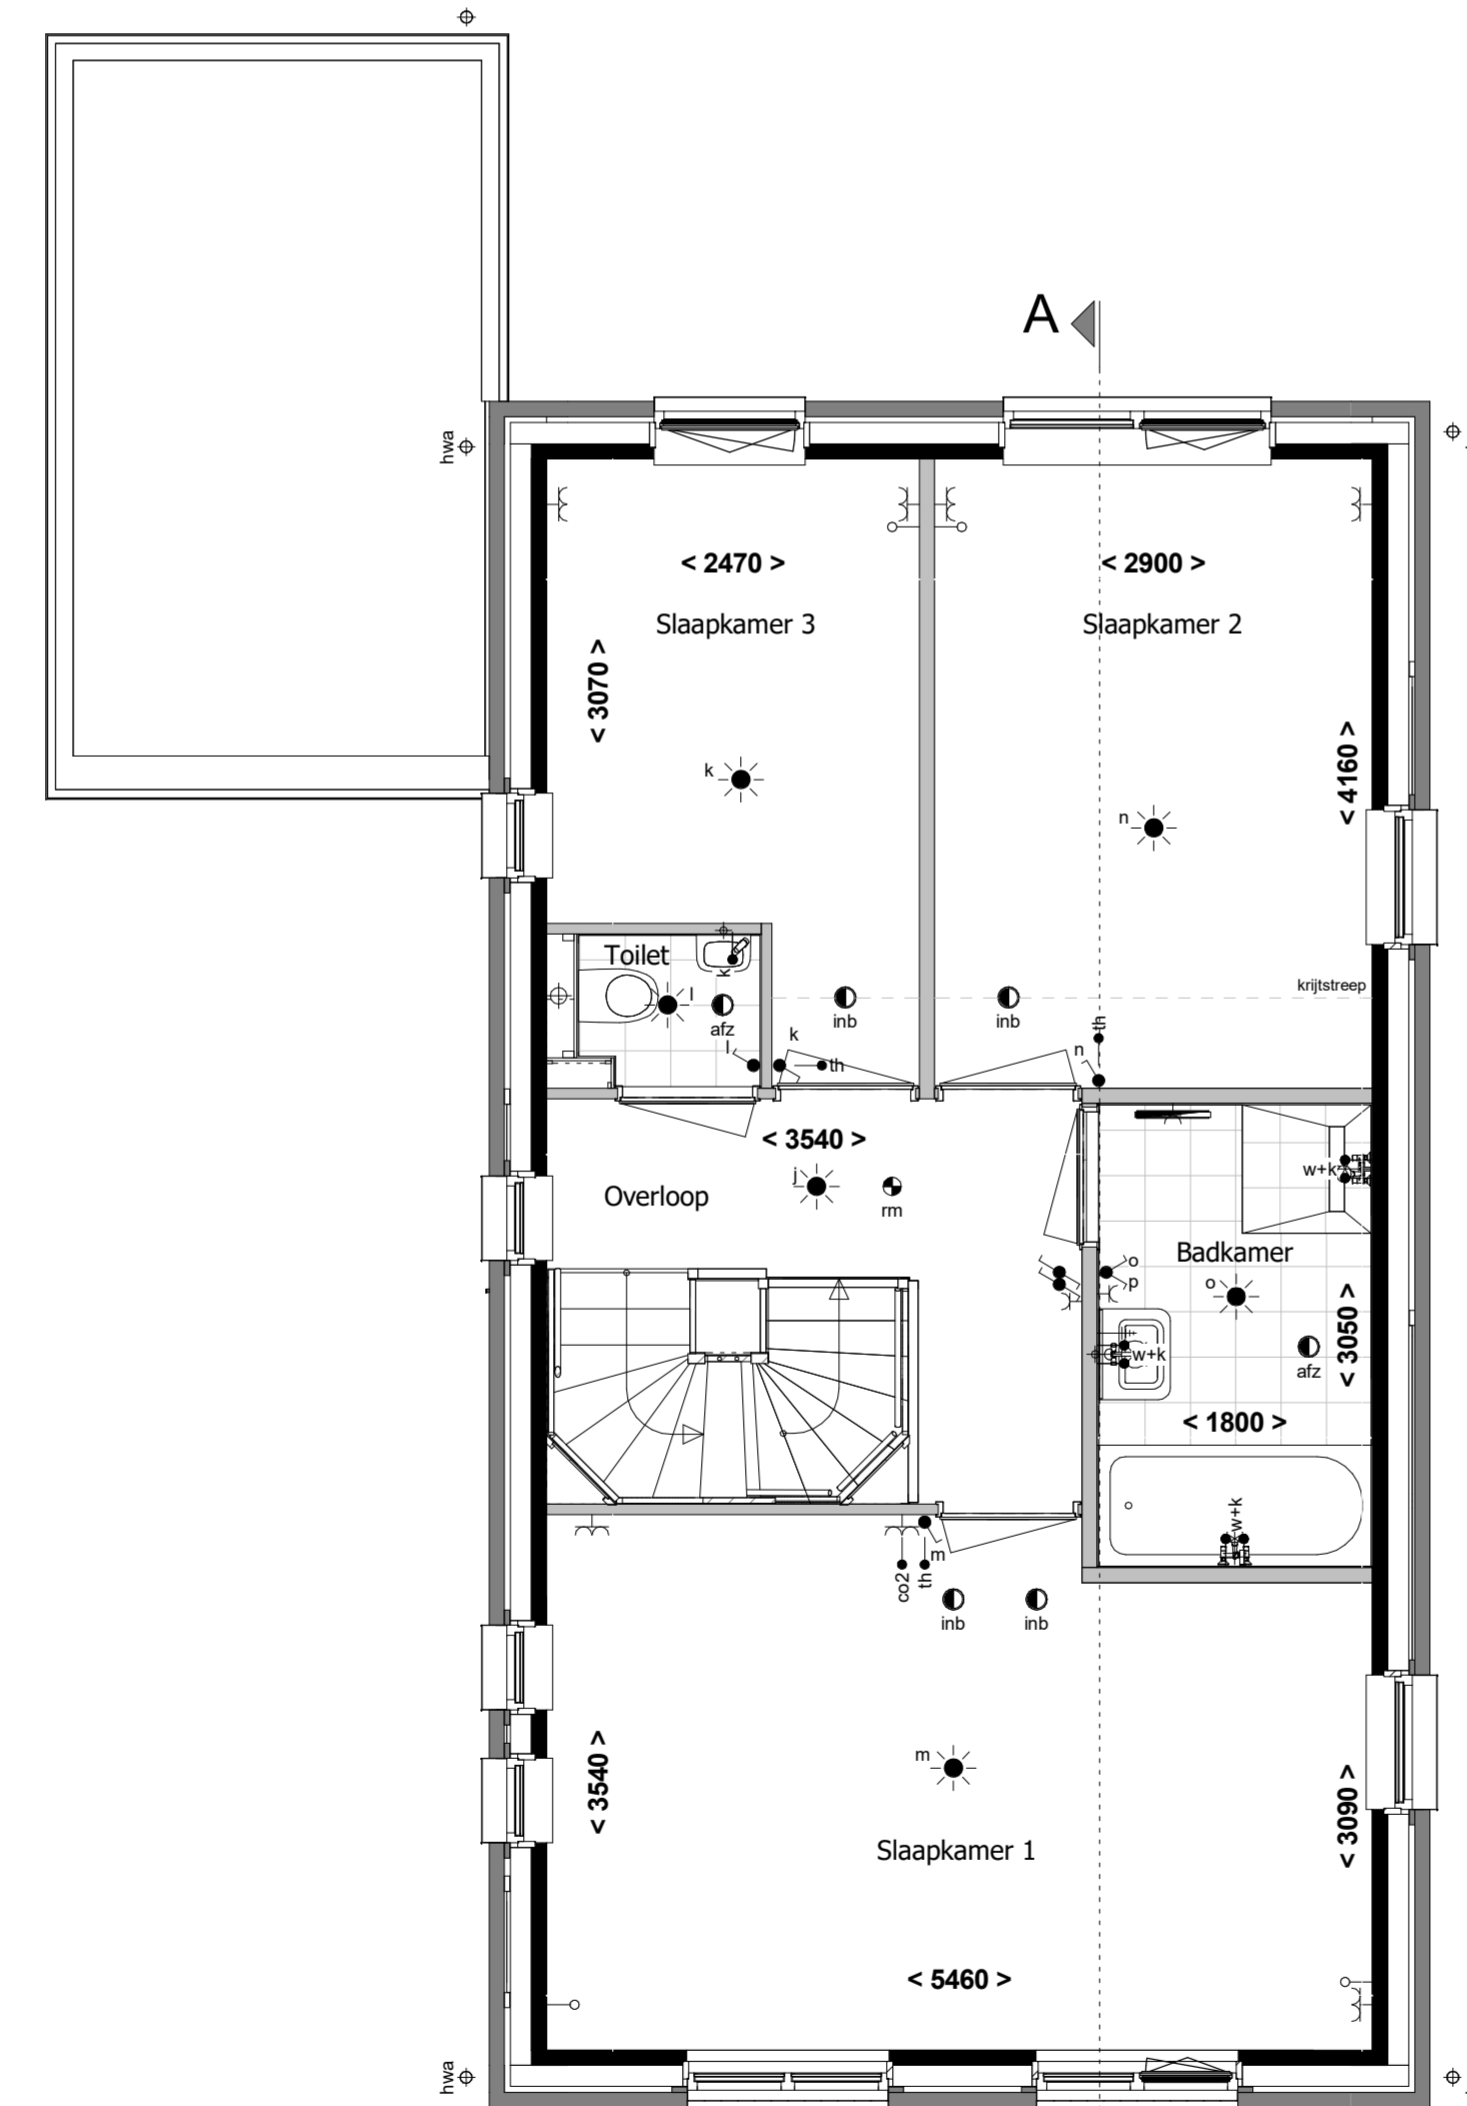 A
hwa
< 2470 >
< 2900 >
Slaapkamer 3
Slaapkamer 2
< 3070 >
< 4160 >
k
n
Toilet
k
l
afz
inb
inb
krijtstreep
l
k
th
n
th
< 3540 >
Overloop
j
rm
w+k
Badkamer
o
p
o
w+k
afz
< 3050 >
< 1800 >
w+k
m
co2
th
inb
inb
m
< 3540 >
Slaapkamer 1
< 3090 >
< 5460 >
hwa